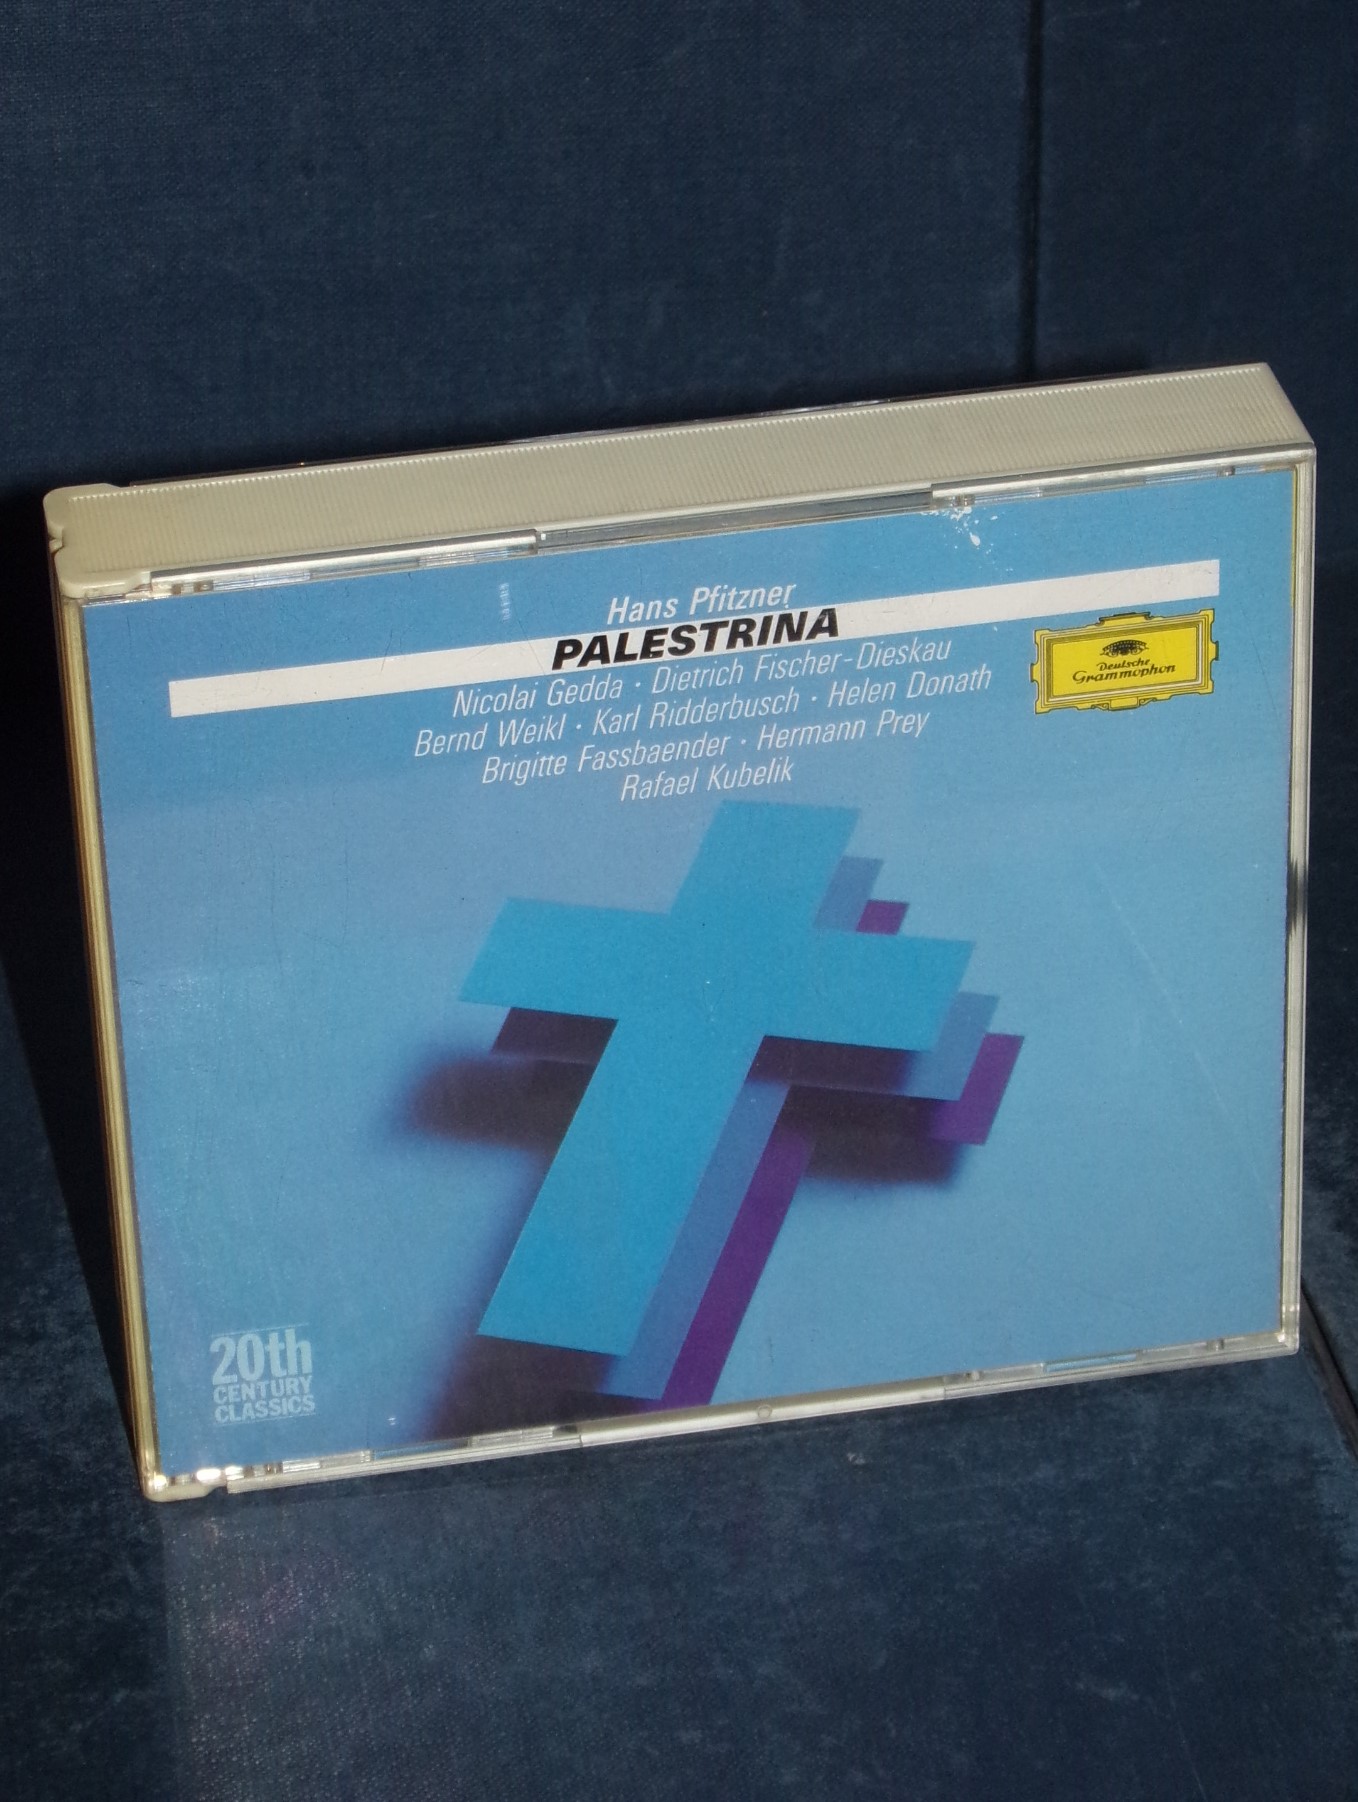 Hans Pfitzner
PALESTRINA
Nicolai Gedda · Dietrich Fischer-Dieskau
Bernd Weikl · Karl Ridderbusch · Helen Donath
Brigitte Fassbaender · Hermann Prey
Rafael Kubelik
Deutsche
Grammophon
20th
CENTURY
CLASSICS